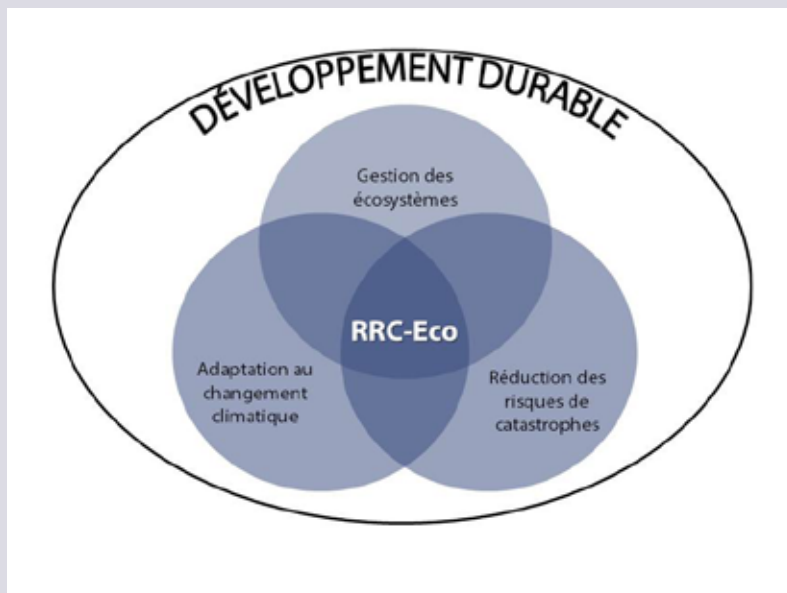 DÉVELOPPEMENT DURABLE
Gestion des
écosystèmes
RRC-Eco
Adaptation au
changement
climatique
Réduction des
risques de
catastrophes